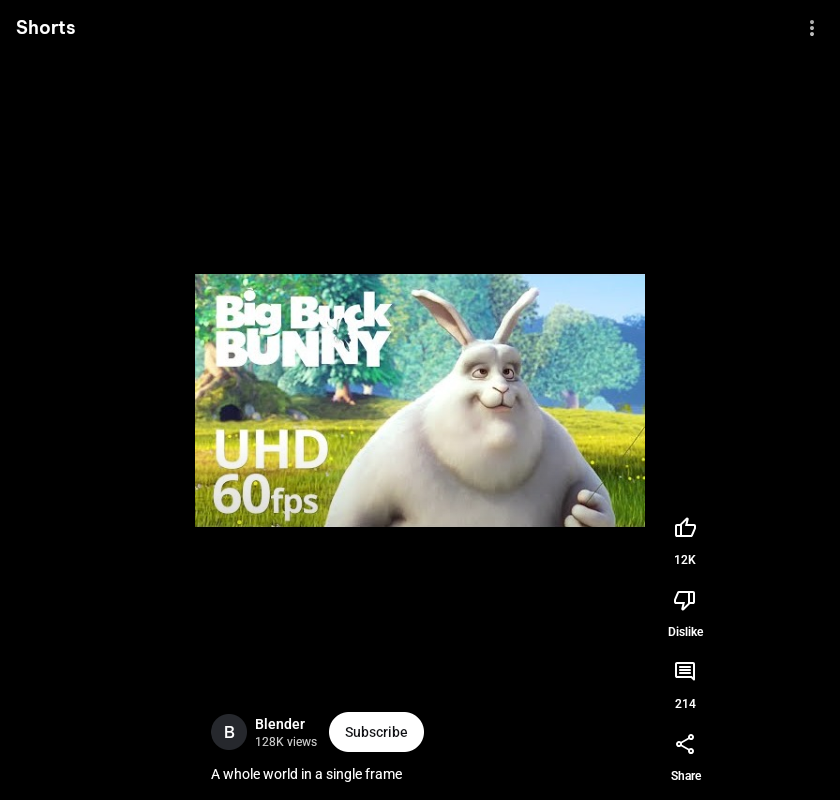 Shorts
Big Buck
BUNNY
UHD
60fps
12K
Dislike
214
B
Blender
128K views
Subscribe
Share
A whole world in a single frame